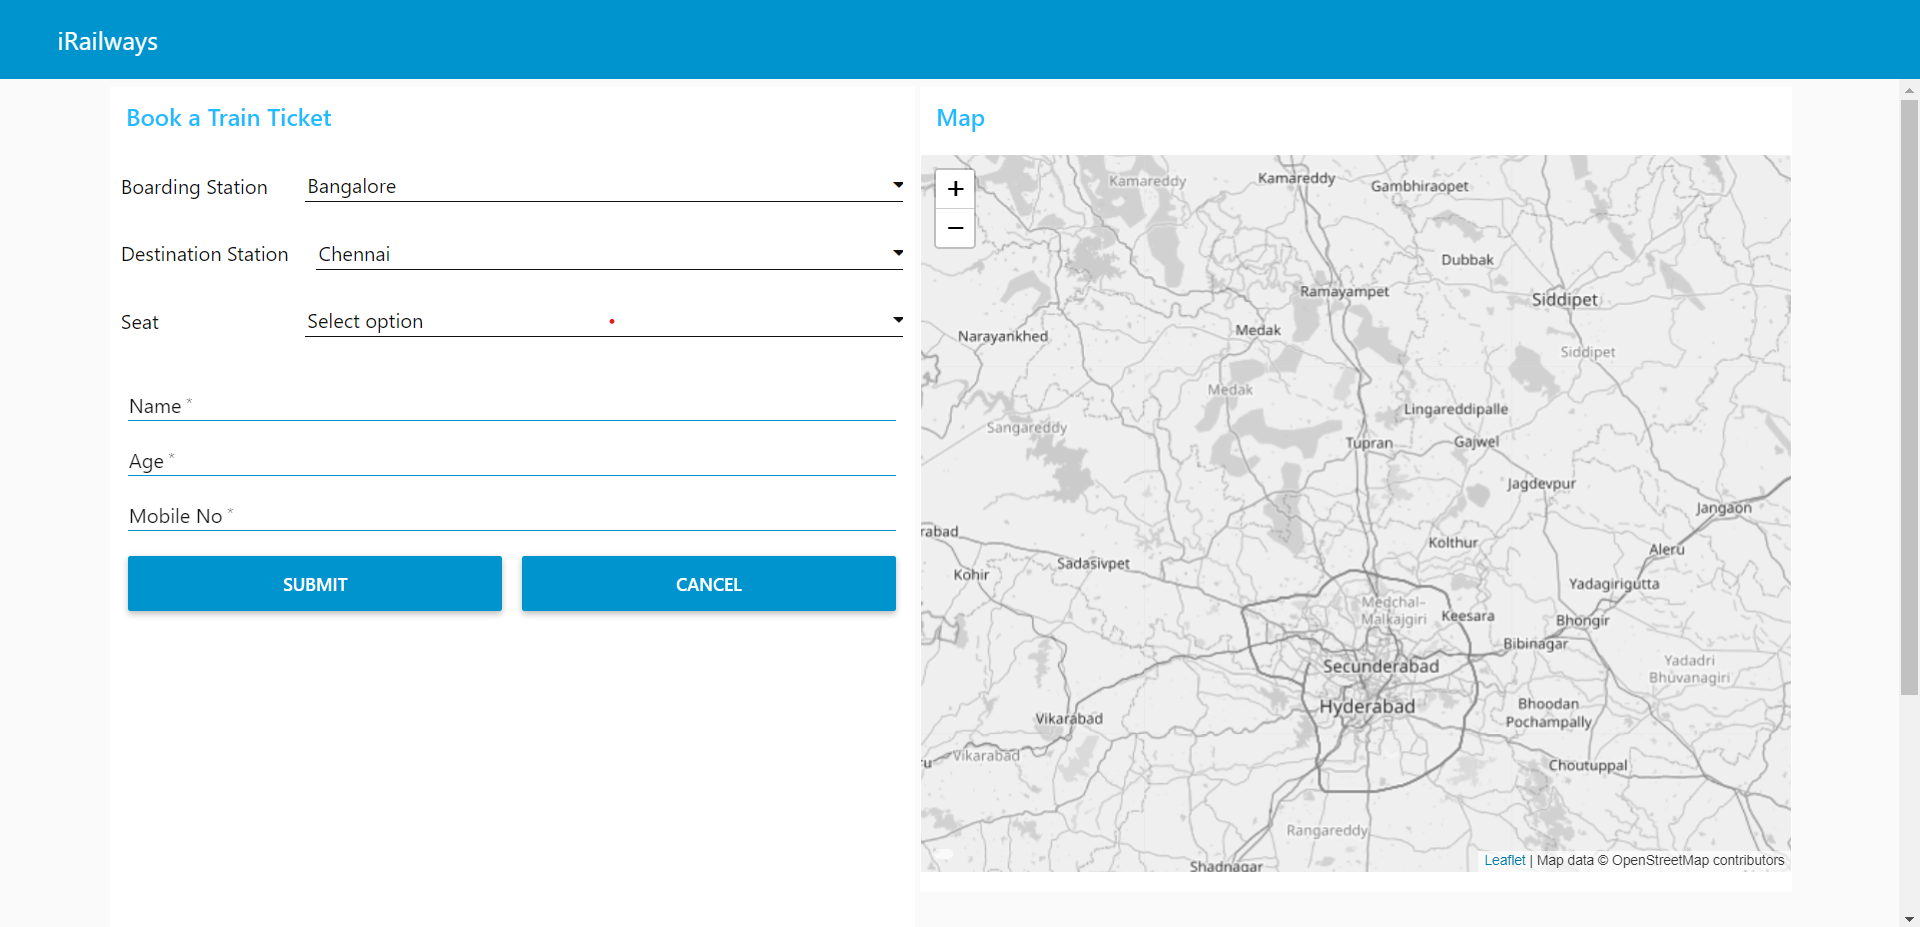 iRailways
Book a Train Ticket
Boarding Station
Bangalore
Destination Station
Chennai
Seat
Select option
Name *
Age *
Mobile No *
SUBMIT
CANCEL
Map
+
−
Kamareddy
Kamareddy
Gambhiraopet
Dubbak
Ramayampet
Siddipet
Narayankhed
Medak
Siddipet
Medak
Lingareddipalle
Sangareddy
Tupran
Gajwel
Jagdevpur
Jangaon
rabad
Kolthur
Aleru
Sadasivpet
Kohir
Yadagirigutta
Medchal-
Malkajgiri
Keesara
Bhongir
Bibinagar
Secunderabad
Yadadri
Bhuvanagiri
Hyderabad
Bhoodan
Pochampally
Vikarabad
Vikarabad
ru
Choutuppal
Rangareddy
Shadnagar
Leaflet | Map data © OpenStreetMap contributors